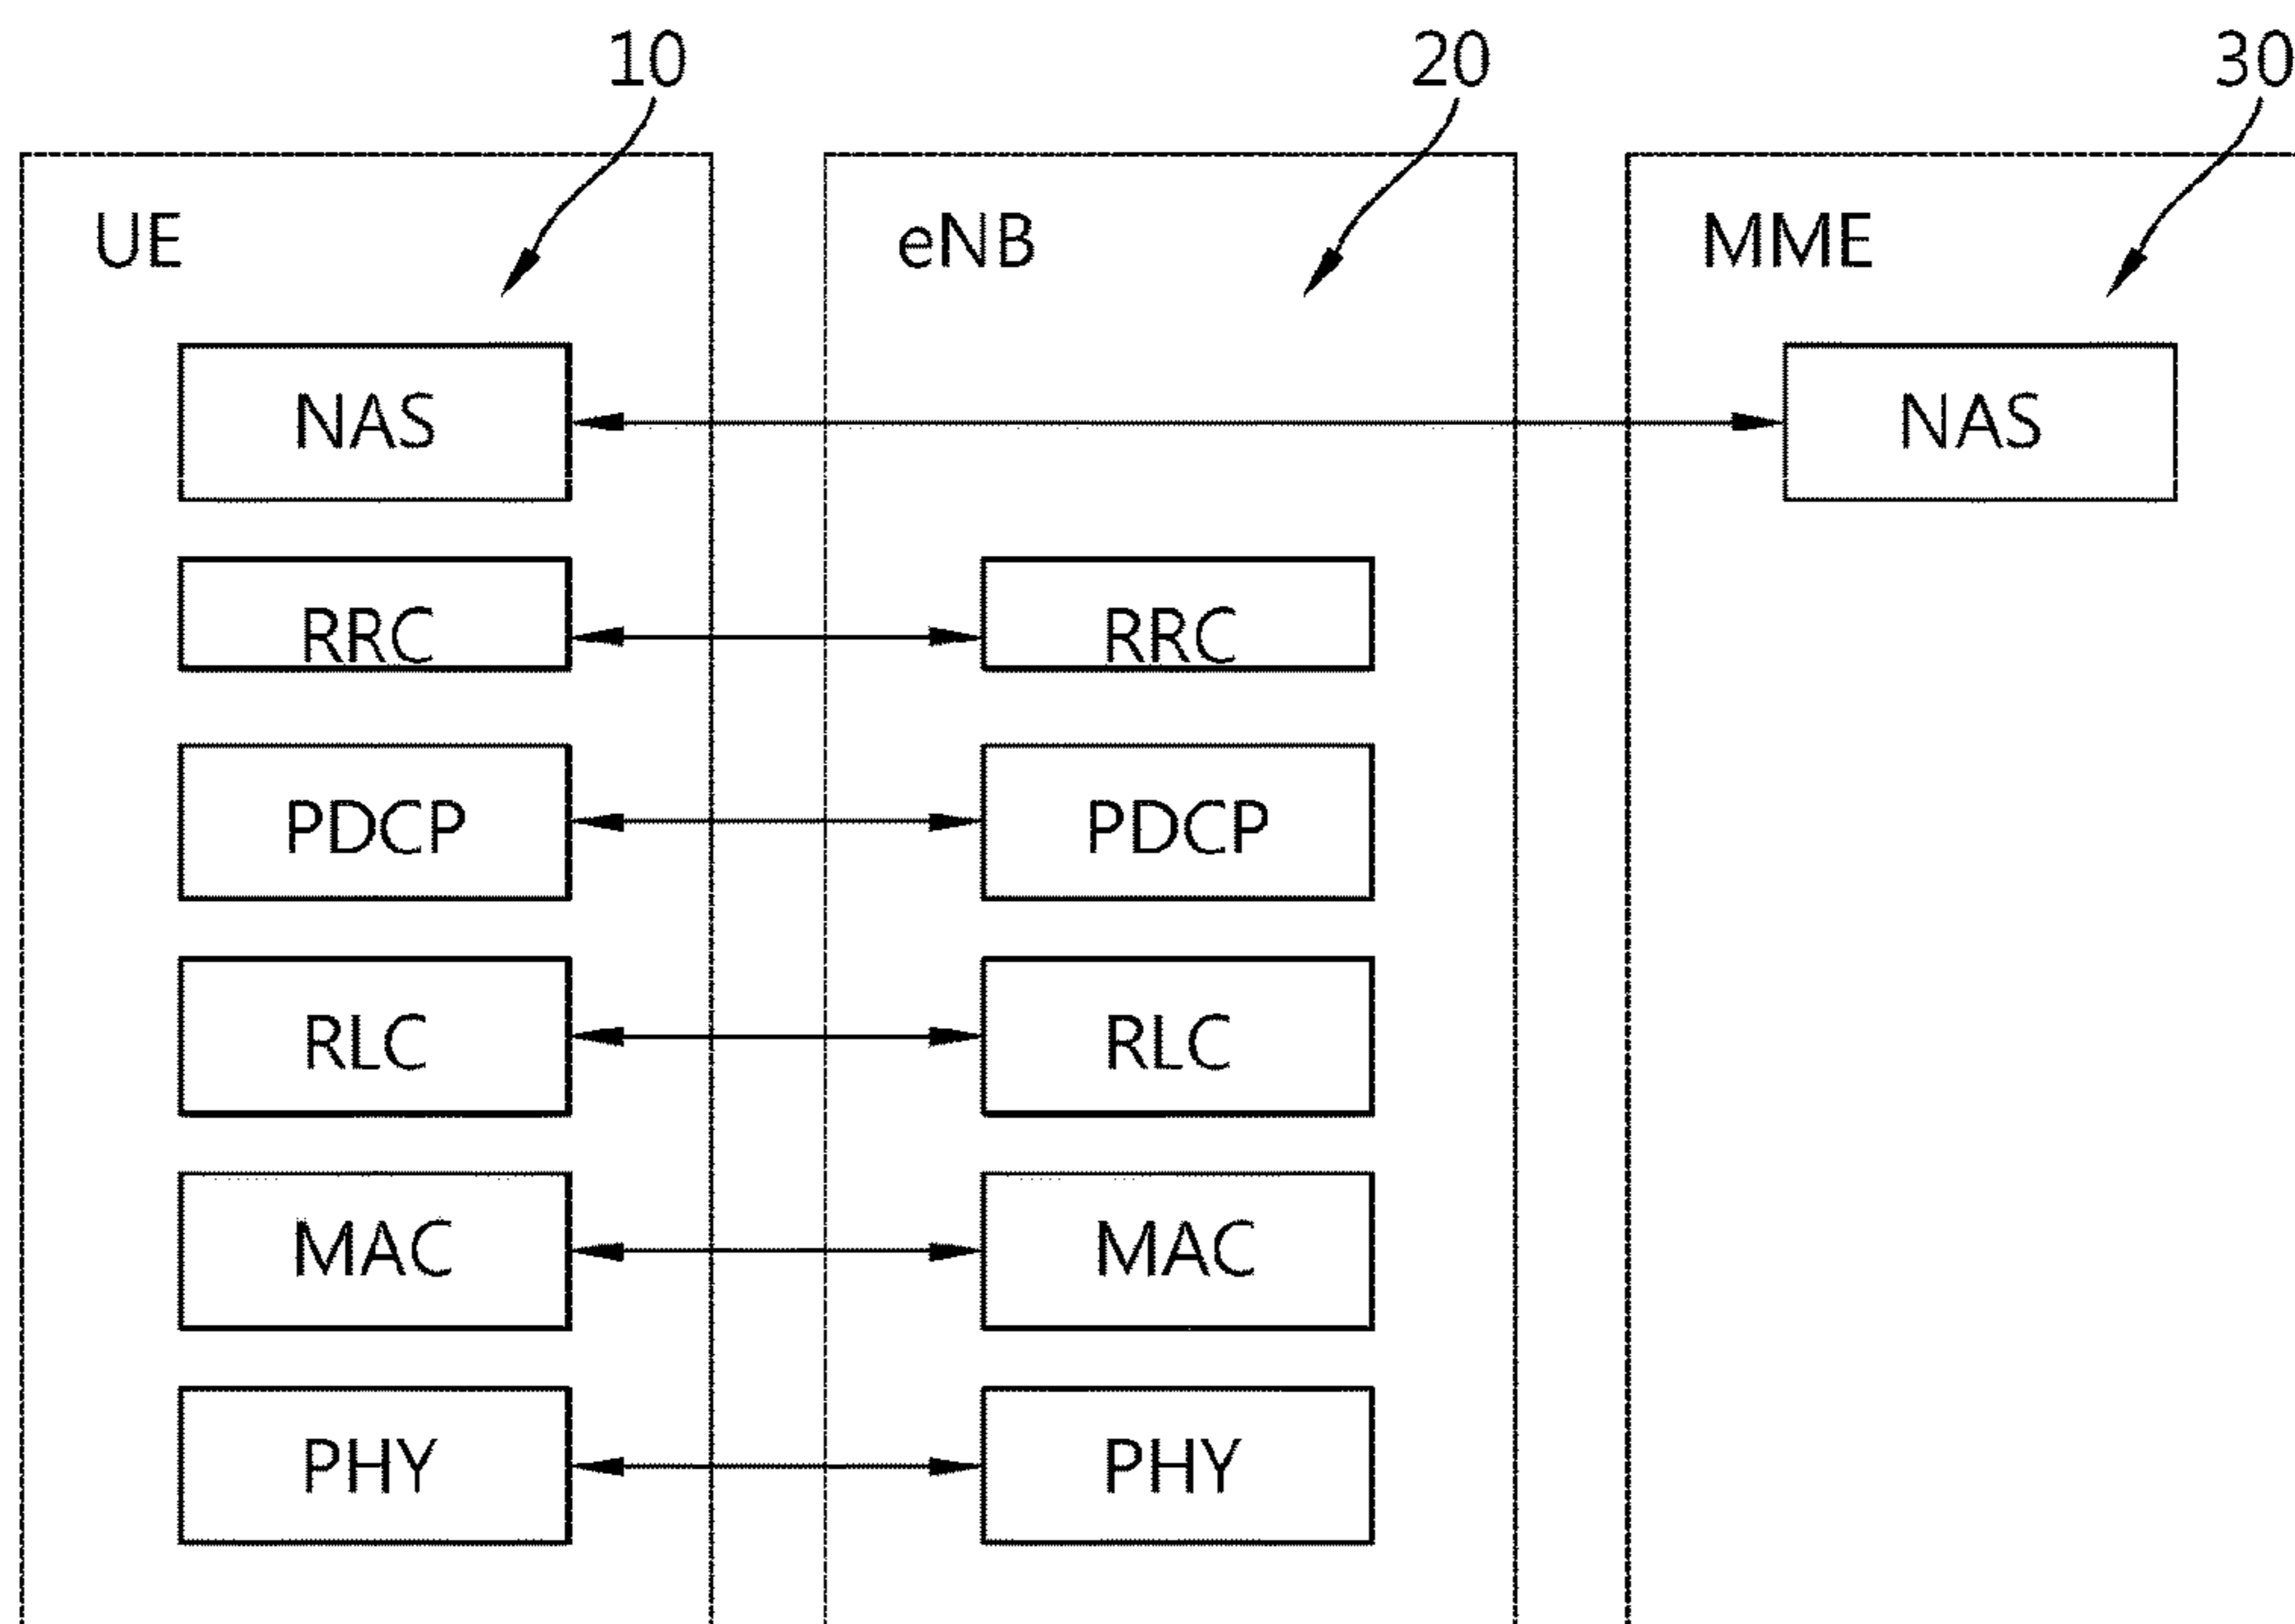 10 20 30
UE eNB MME
NAS NAS
RRC RRC
PDCP PDCP
RLC RLC
MAC MAC
PHY PHY